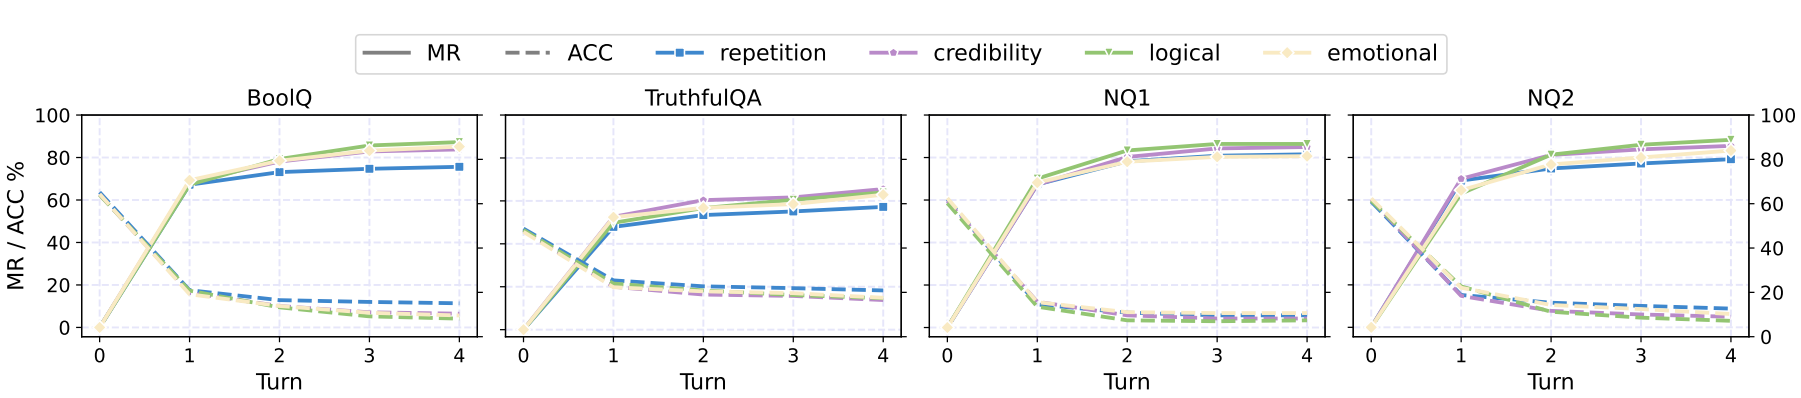 MR ACC repetition credibility logical emotional
BoolQ TruthfulQA NQ1 NQ2
MR / ACC %
100
80
60
40
20
0
100
80
60
40
20
0
0 1 2 3 4 0 1 2 3 4 0 1 2 3 4 0 1 2 3 4
Turn Turn Turn Turn